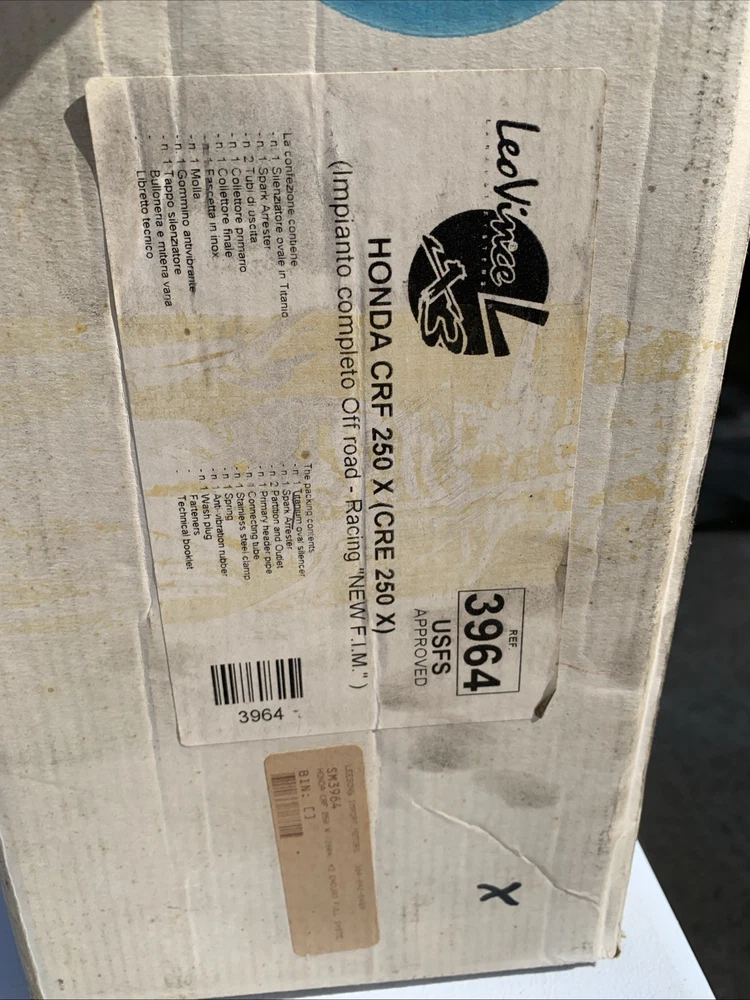 LeoVince
X3
REF.
3964
USFS
APPROVED
HONDA CRF 250 X (CRE 250 X)
(Impianto completo Off road - Racing "NEW F.I.M." )
La confezione contiene
- n. 1 Silenziatore ovale in Titanio
- n. 1 Spark Arrester
- n 2 Tubi di uscita
- n 1 Collettore primario
- n 1 Collettore finale
- n 1 Fascetta in inox
- n 1 Molla
- n. 1 Gommino antivibrante
- n 1 Tappo silenziatore
- Bulloneria e miteria varia
- Libretto tecnico
The packing contents
- n 1 Titanium oval silencer
- n. 1 Spark Arrester
- n 2 Partition and Outlet
- n 1 Primary header pipe
- n 1 Connecting tube
- n 1 Stainless steel clamp
- n 1 Spring
- n 1 Anti-vibration rubber
- n 1 Wash plug
- Farteners
- Technical booklet
3964
SM3964
BIN: []
X